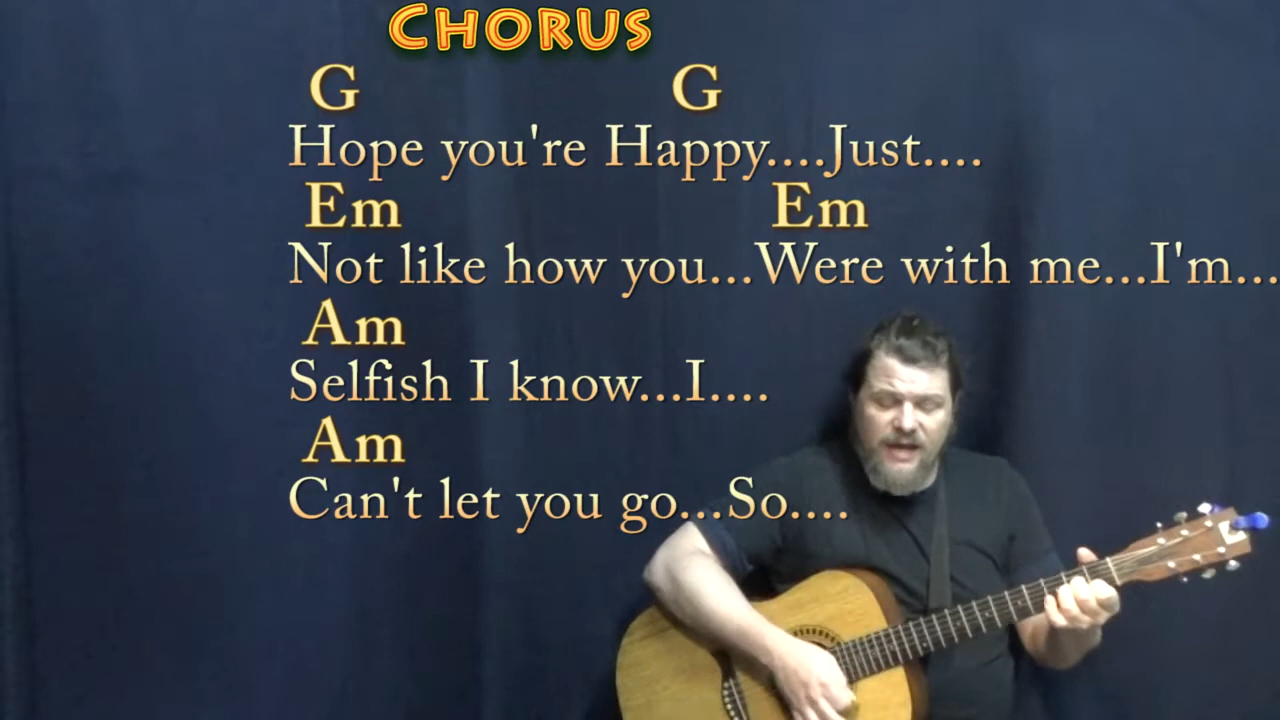 CHORUS
G G
Hope you're Happy....Just....
Em Em
Not like how you...Were with me...I'm...
Am
Selfish I know...I....
Am
Can't let you go...So....